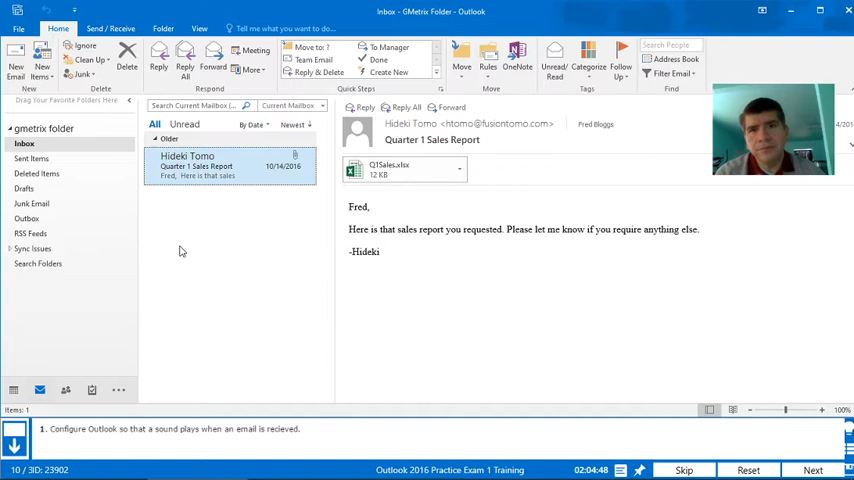 Inbox - GMetrix Folder - Outlook
File
Home
Send / Receive
Folder
View
Tell me what you want to do...
New
Email
New
Items
Ignore
Clean Up
Junk
Delete
Reply
Reply
All
Forward
Meeting
More
Move to: ?
Team Email
Reply & Delete
To Manager
Done
Create New
Move
Rules
OneNote
Unread/
Read
Categorize
Follow
Up
Search People
Address Book
Filter Email
New
Delete
Respond
Quick Steps
Move
Tags
Find
Drag Your Favorite Folders Here
gmetrix folder
Inbox
Sent Items
Deleted Items
Drafts
Junk Email
Outbox
RSS Feeds
Sync Issues
Search Folders
Search Current Mailbox (...
Current Mailbox
All
Unread
By Date
Newest
Older
Hideki Tomo
Quarter 1 Sales Report
10/14/2016
Fred, Here is that sales
Reply
Reply All
Forward
Hideki Tomo <htomo@fusiontomo.com>
Fred Bloggs
Quarter 1 Sales Report
Q1Sales.xlsx
12 KB
Fred,
Here is that sales report you requested. Please let me know if you require anything else.
-Hideki
Items: 1
100%
1. Configure Outlook so that a sound plays when an email is recieved.
10 / 3ID: 23902
Outlook 2016 Practice Exam 1 Training
02:04:48
Skip
Reset
Next